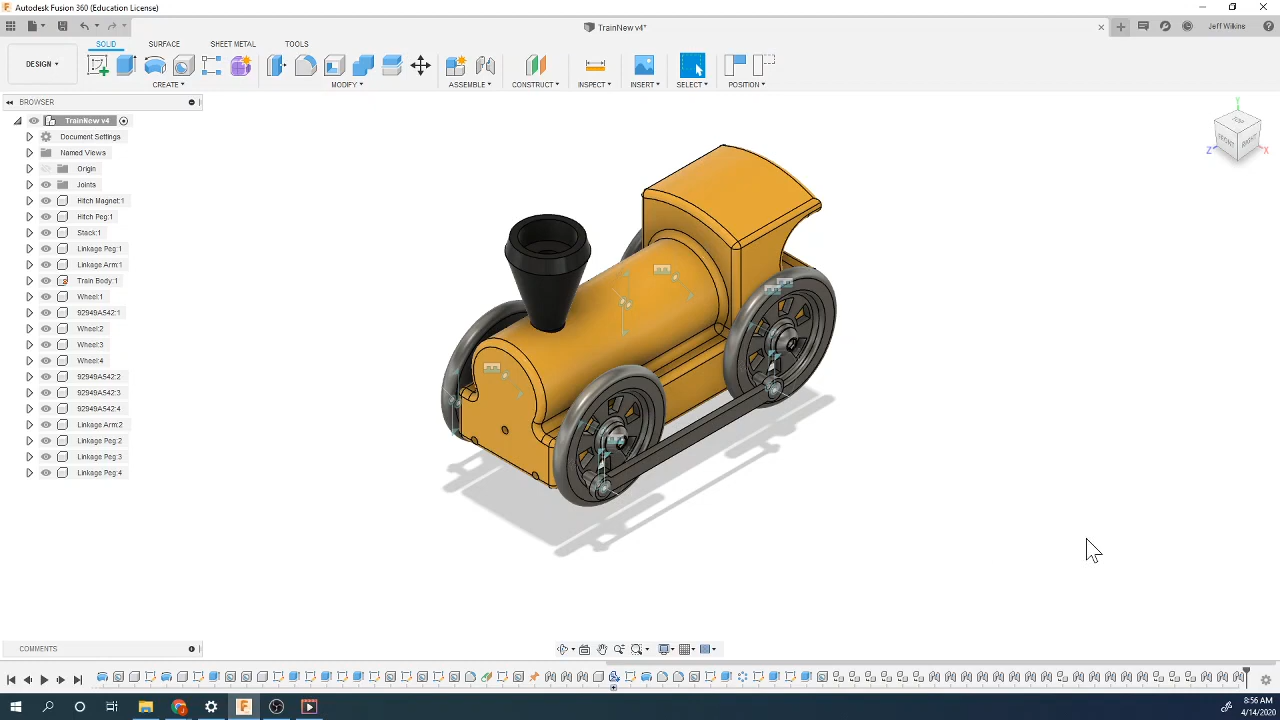 Autodesk Fusion 360 (Education License)
TrainNew v4*
Jeff Wilkins
SOLID SURFACE SHEET METAL TOOLS
DESIGN
CREATE MODIFY ASSEMBLE CONSTRUCT INSPECT INSERT SELECT POSITION
BROWSER
TrainNew v4
Document Settings
Named Views
Origin
Joints
Hitch Magnet:1
Hitch Peg:1
Stack:1
Linkage Peg:1
Linkage Arm:1
Train Body:1
Wheel:1
92949A542:1
Wheel:2
Wheel:3
Wheel:4
92949A542:2
92949A542:3
92949A542:4
Linkage Arm:2
Linkage Peg:2
Linkage Peg:3
Linkage Peg:4
Y
TOP
FRONT
RIGHT
Z
X
COMMENTS
8:56 AM
4/14/2020